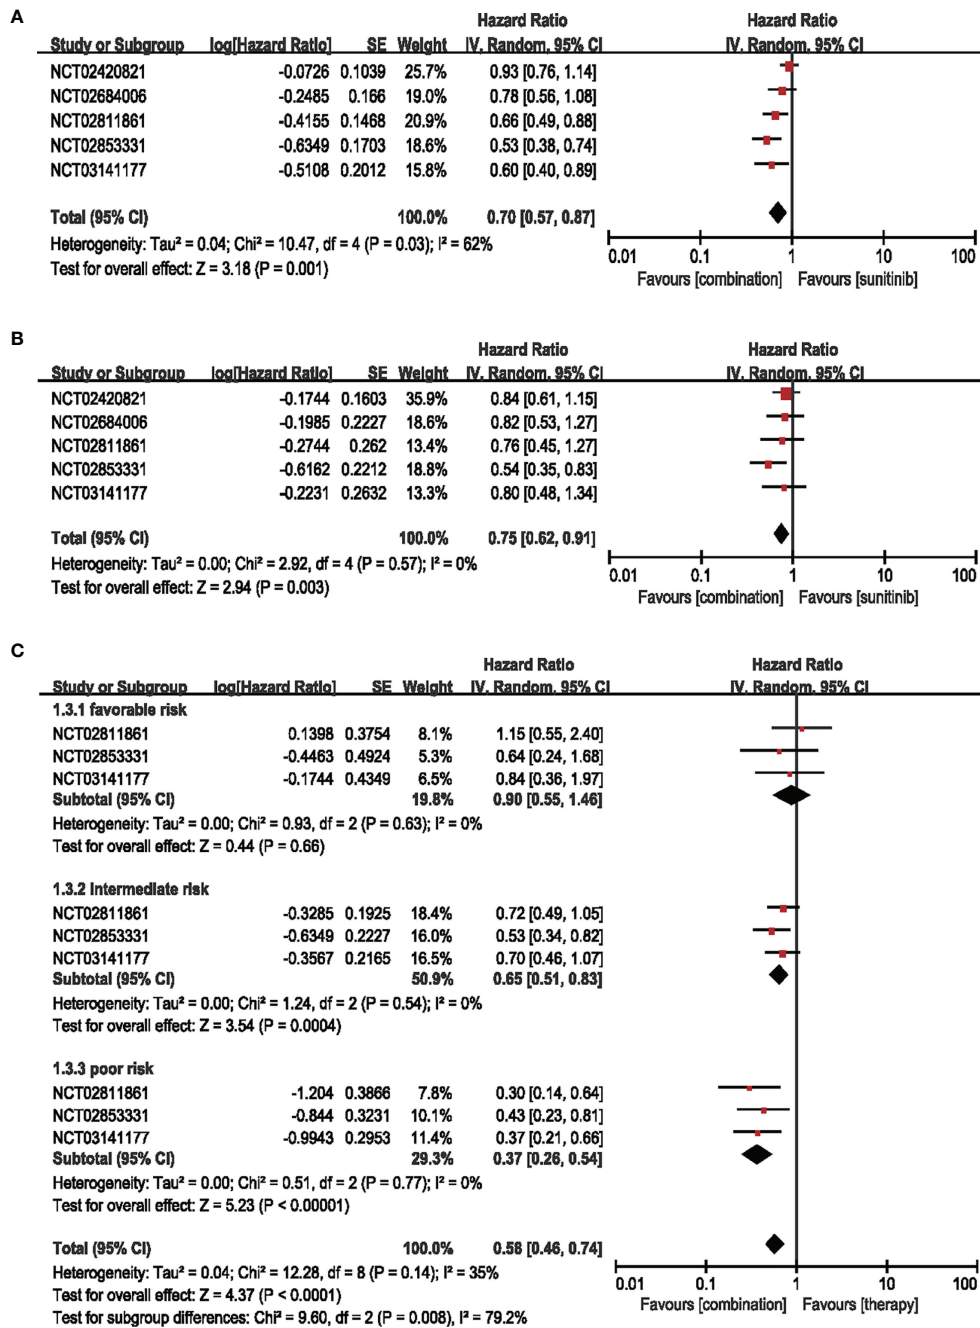 A
Hazard Ratio Hazard Ratio
Study or Subgroup log[Hazard Ratio] SE Weight IV, Random, 95% CI IV, Random, 95% CI
NCT02420821 -0.0726 0.1039 25.7% 0.93 [0.76, 1.14]
NCT02684006 -0.2485 0.166 19.0% 0.78 [0.56, 1.08]
NCT02811861 -0.4155 0.1468 20.9% 0.66 [0.49, 0.88]
NCT02853331 -0.6349 0.1703 18.6% 0.53 [0.38, 0.74]
NCT03141177 -0.5108 0.2012 15.8% 0.60 [0.40, 0.89]
Total (95% CI) 100.0% 0.70 [0.57, 0.87]
Heterogeneity: Tau² = 0.04; Chi² = 10.47, df = 4 (P = 0.03); I² = 62%
Test for overall effect: Z = 3.18 (P = 0.001)
0.01 0.1 1 10 100
Favours [combination] Favours [sunitinib]
B
Hazard Ratio Hazard Ratio
Study or Subgroup log[Hazard Ratio] SE Weight IV, Random, 95% CI IV, Random, 95% CI
NCT02420821 -0.1744 0.1603 35.9% 0.84 [0.61, 1.15]
NCT02684006 -0.1985 0.2227 18.6% 0.82 [0.53, 1.27]
NCT02811861 -0.2744 0.262 13.4% 0.76 [0.45, 1.27]
NCT02853331 -0.6162 0.2212 18.8% 0.54 [0.35, 0.83]
NCT03141177 -0.2231 0.2632 13.3% 0.80 [0.48, 1.34]
Total (95% CI) 100.0% 0.75 [0.62, 0.91]
Heterogeneity: Tau² = 0.00; Chi² = 2.92, df = 4 (P = 0.57); I² = 0%
Test for overall effect: Z = 2.94 (P = 0.003)
0.01 0.1 1 10 100
Favours [combination] Favours [sunitinib]
C
Hazard Ratio Hazard Ratio
Study or Subgroup log[Hazard Ratio] SE Weight IV, Random, 95% CI IV, Random, 95% CI
1.3.1 favorable risk
NCT02811861 0.1398 0.3754 8.1% 1.15 [0.55, 2.40]
NCT02853331 -0.4463 0.4924 5.3% 0.64 [0.24, 1.68]
NCT03141177 -0.1744 0.4349 6.5% 0.84 [0.36, 1.97]
Subtotal (95% CI) 19.8% 0.90 [0.55, 1.46]
Heterogeneity: Tau² = 0.00; Chi² = 0.93, df = 2 (P = 0.63); I² = 0%
Test for overall effect: Z = 0.44 (P = 0.66)
1.3.2 intermediate risk
NCT02811861 -0.3285 0.1925 18.4% 0.72 [0.49, 1.05]
NCT02853331 -0.6349 0.2227 16.0% 0.53 [0.34, 0.82]
NCT03141177 -0.3567 0.2165 16.5% 0.70 [0.46, 1.07]
Subtotal (95% CI) 50.9% 0.65 [0.51, 0.83]
Heterogeneity: Tau² = 0.00; Chi² = 1.24, df = 2 (P = 0.54); I² = 0%
Test for overall effect: Z = 3.54 (P = 0.0004)
1.3.3 poor risk
NCT02811861 -1.204 0.3866 7.8% 0.30 [0.14, 0.64]
NCT02853331 -0.844 0.3231 10.1% 0.43 [0.23, 0.81]
NCT03141177 -0.9943 0.2953 11.4% 0.37 [0.21, 0.66]
Subtotal (95% CI) 29.3% 0.37 [0.26, 0.54]
Heterogeneity: Tau² = 0.00; Chi² = 0.51, df = 2 (P = 0.77); I² = 0%
Test for overall effect: Z = 5.23 (P < 0.00001)
Total (95% CI) 100.0% 0.58 [0.46, 0.74]
Heterogeneity: Tau² = 0.04; Chi² = 12.28, df = 8 (P = 0.14); I² = 35%
Test for overall effect: Z = 4.37 (P < 0.0001)
Test for subgroup differences: Chi² = 9.60, df = 2 (P = 0.008), I² = 79.2%
0.01 0.1 1 10 100
Favours [combination] Favours [therapy]